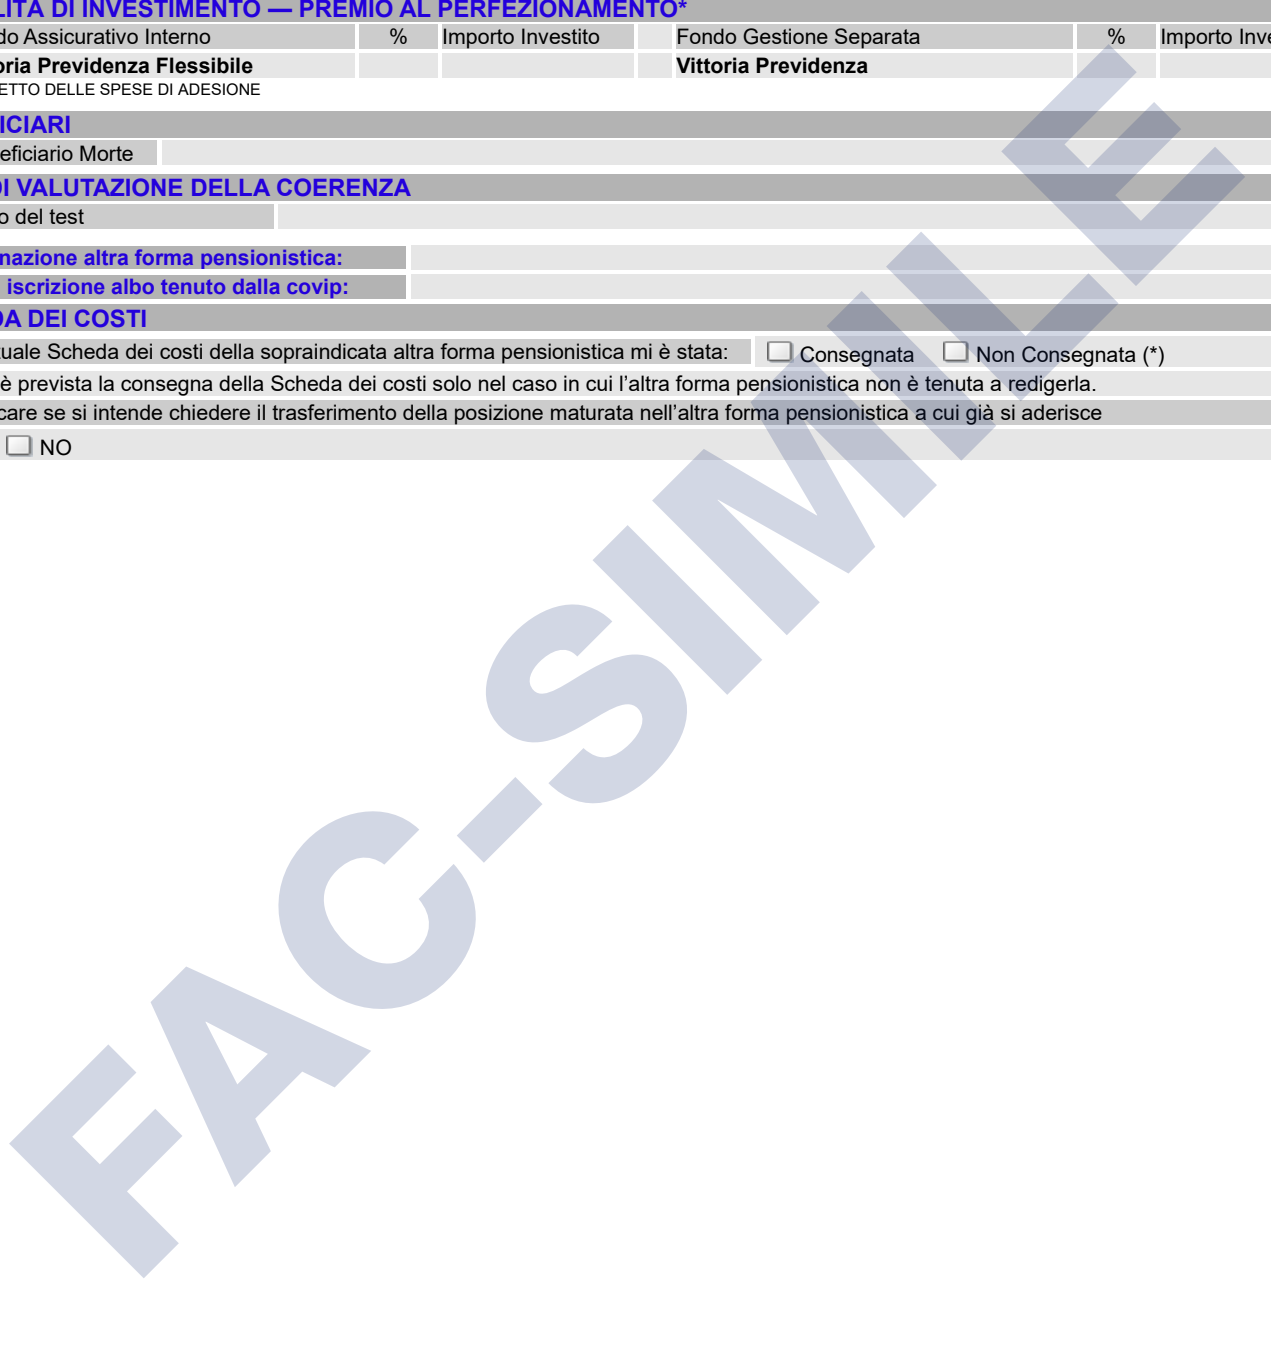 LITÀ DI INVESTIMENTO — PREMIO AL PERFEZIONAMENTO*
do Assicurativo Interno % Importo Investito Fondo Gestione Separata % Importo Inve
oria Previdenza Flessibile Vittoria Previdenza
ETTO DELLE SPESE DI ADESIONE
ICIARI
eficiario Morte
DI VALUTAZIONE DELLA COERENZA
o del test
nazione altra forma pensionistica:
iscrizione albo tenuto dalla covip:
DA DEI COSTI
tuale Scheda dei costi della sopraindicata altra forma pensionistica mi è stata: Consegnata Non Consegnata (*)
è prevista la consegna della Scheda dei costi solo nel caso in cui l’altra forma pensionistica non è tenuta a redigerla.
care se si intende chiedere il trasferimento della posizione maturata nell’altra forma pensionistica a cui già si aderisce
NO
FAC-SIMILE